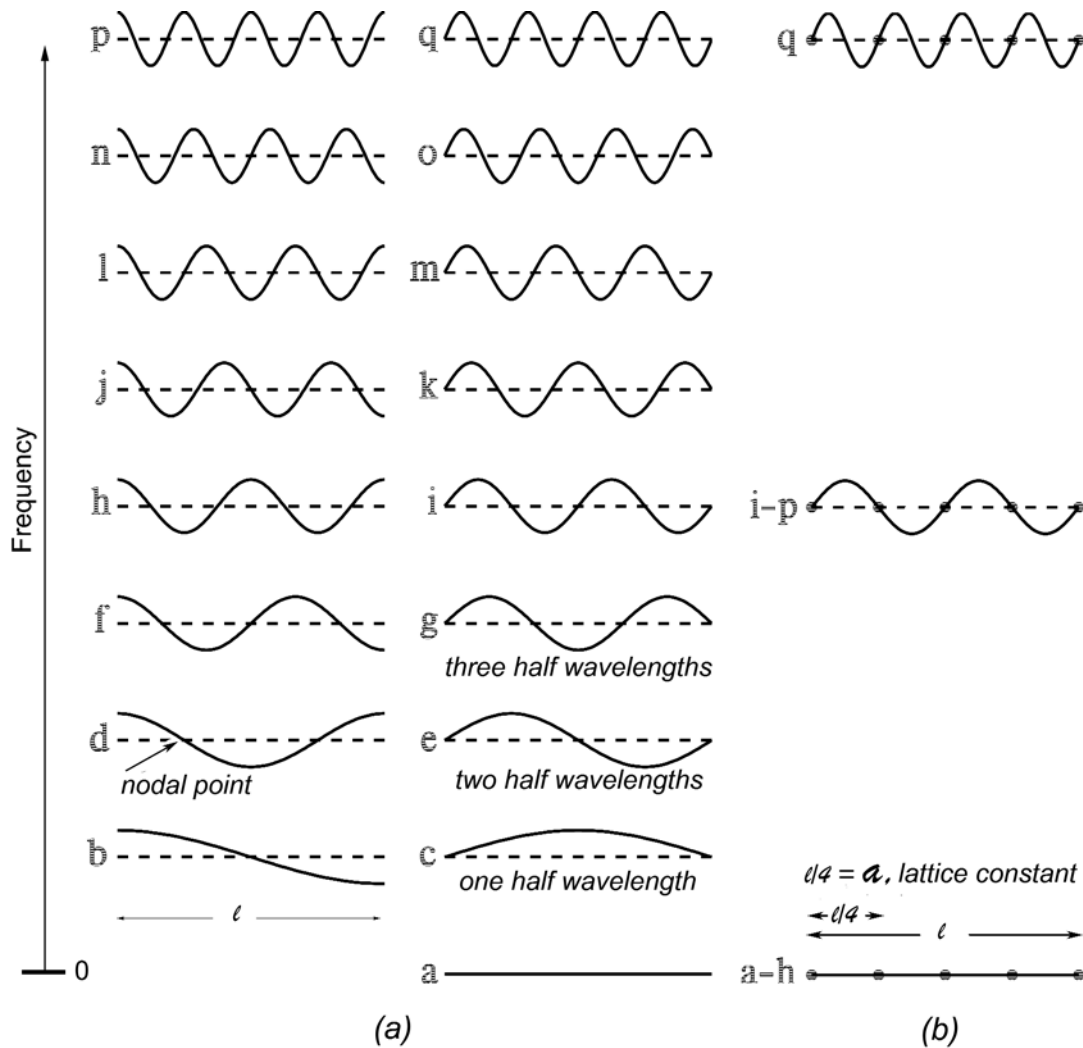 p
q
q
n
o
l
m
j
k
Frequency
h
i
i-p
f
g
three half wavelengths
d
e
nodal point
two half wavelengths
b
c
one half wavelength
ℓ/4 = a, lattice constant
ℓ
ℓ/4
ℓ
0
a
a-h
(a)
(b)